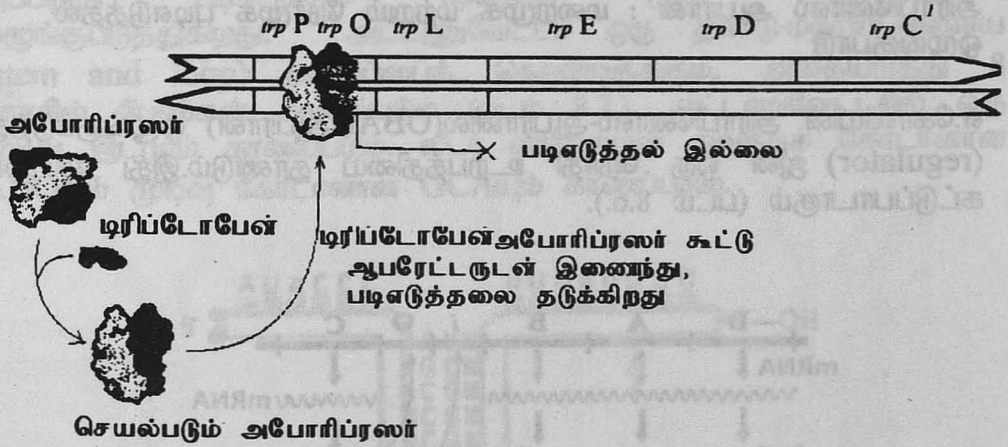 trp P trp O trp L trp E trp D trp C'
அபோரிப்ரஸர்
படிஎடுத்தல் இல்லை
டிரிப்டோபேன்
டிரிப்டோபேன்அபோரிப்ரஸர் கூட்டு
ஆபரேட்டருடன் இணைந்து,
படிஎடுத்தலை தடுக்கிறது
செயல்படும் அபோரிப்ரஸர்